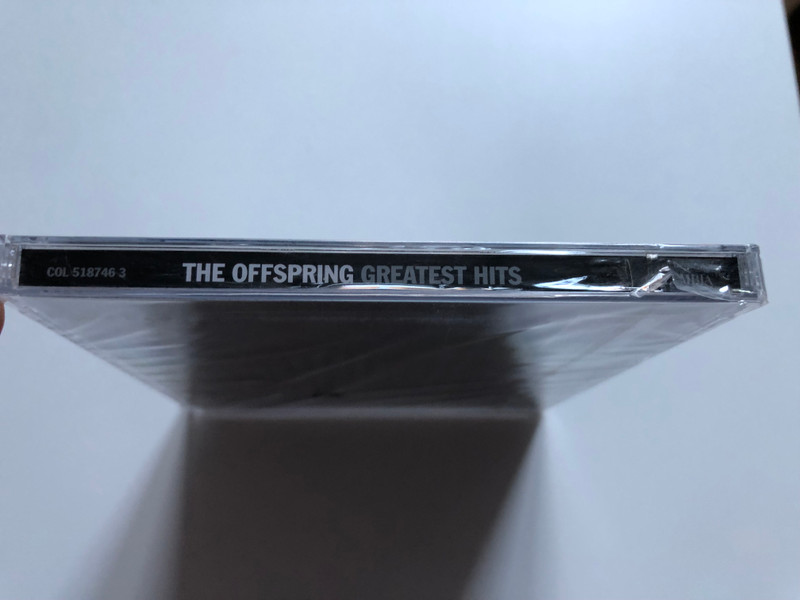 COL 518746 3 THE OFFSPRING GREATEST HITS